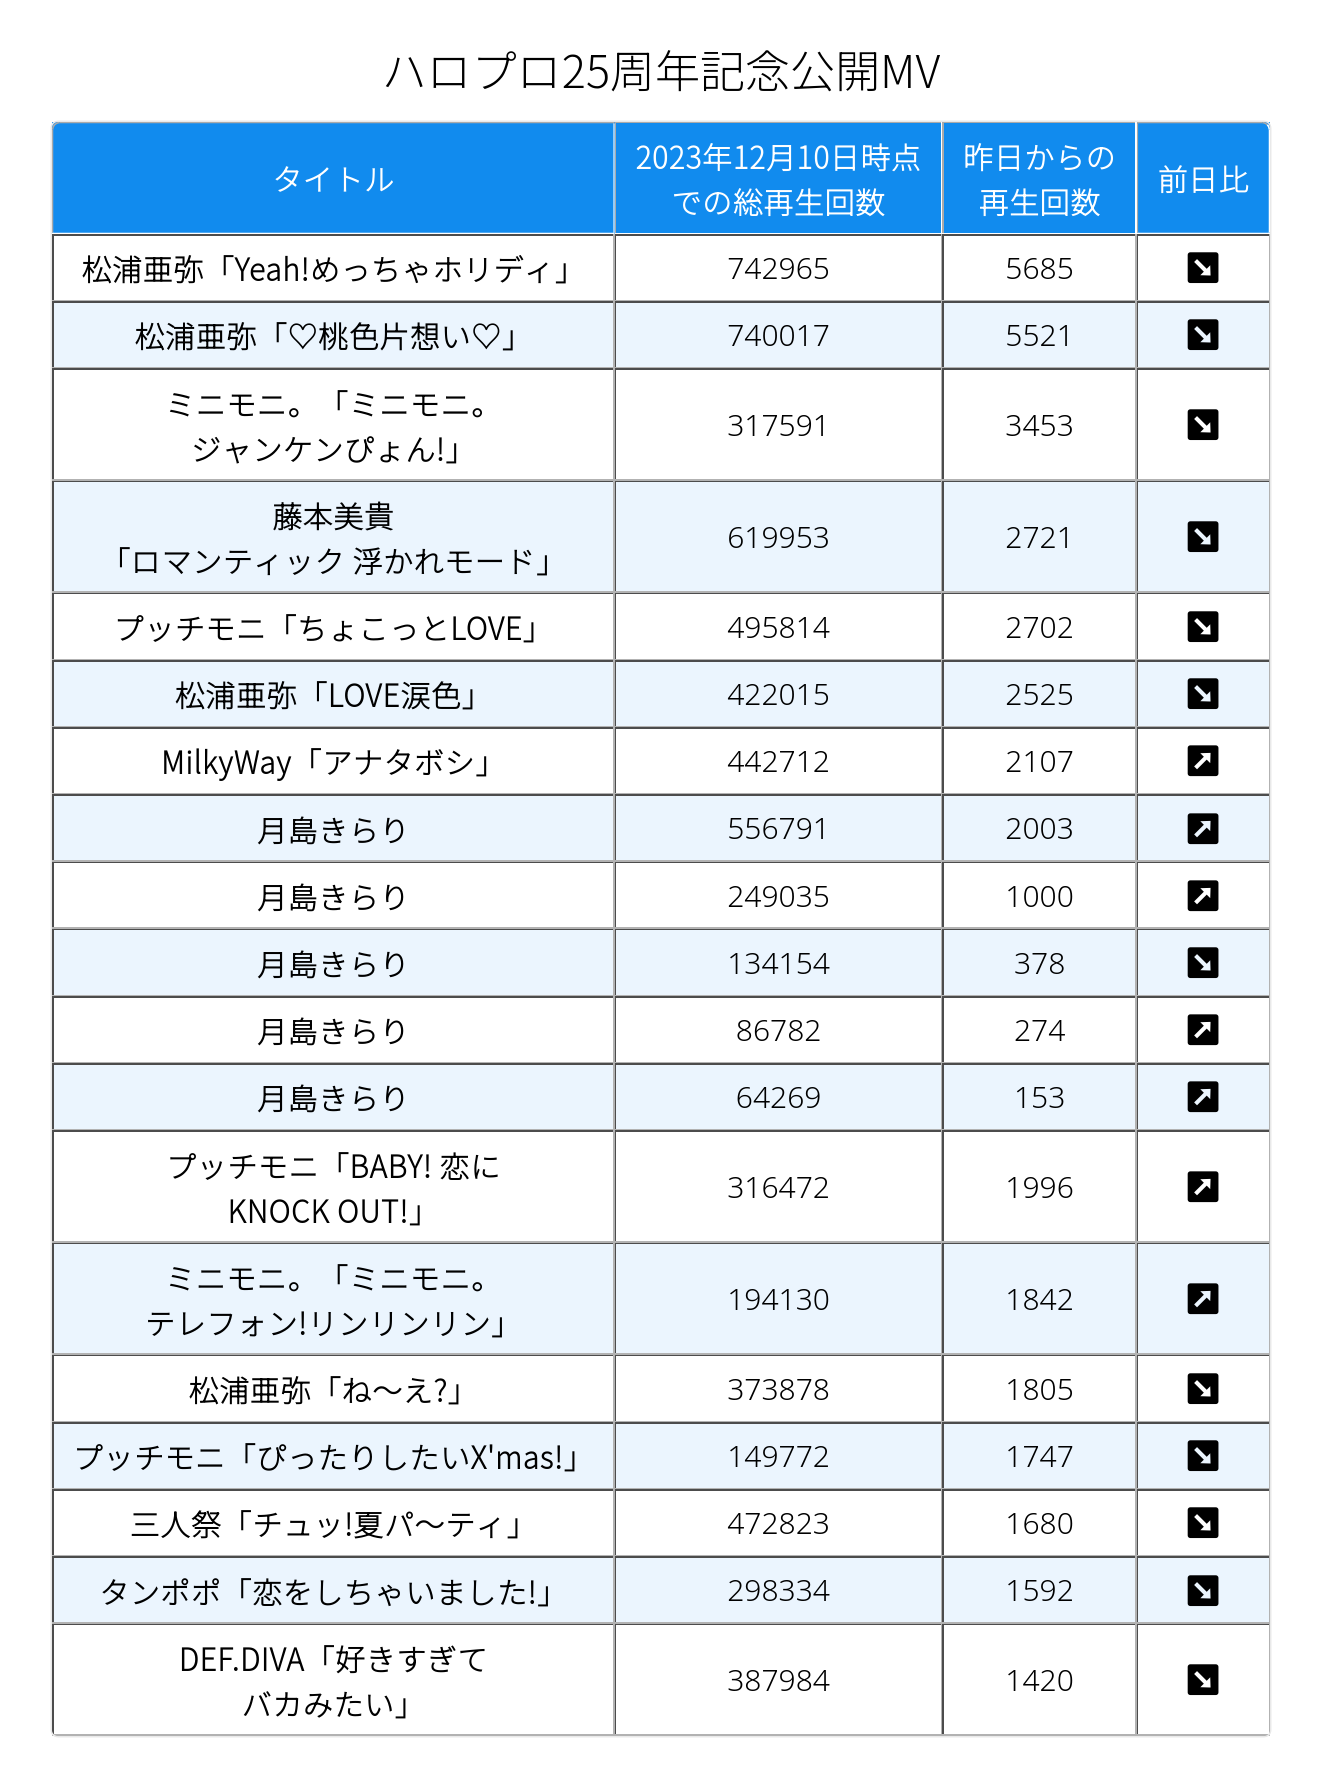 ハロプロ25周年記念公開MV
タイトル
2023年12月10日時点
での総再生回数
昨日からの
再生回数
前日比
松浦亜弥「Yeah!めっちゃホリディ」 742965 5685 ↘
松浦亜弥「♡桃色片想い♡」 740017 5521 ↘
ミニモニ。「ミニモニ。
ジャンケンぴょん!」 317591 3453 ↘
藤本美貴
「ロマンティック 浮かれモード」 619953 2721 ↘
プッチモニ「ちょこっとLOVE」 495814 2702 ↘
松浦亜弥「LOVE涙色」 422015 2525 ↘
MilkyWay「アナタボシ」 442712 2107 ↗
月島きらり 556791 2003 ↗
月島きらり 249035 1000 ↗
月島きらり 134154 378 ↘
月島きらり 86782 274 ↗
月島きらり 64269 153 ↗
プッチモニ「BABY! 恋に
KNOCK OUT!」 316472 1996 ↗
ミニモニ。「ミニモニ。
テレフォン!リンリンリン」 194130 1842 ↗
松浦亜弥「ね〜え?」 373878 1805 ↘
プッチモニ「ぴったりしたいX'mas!」 149772 1747 ↘
三人祭「チュッ!夏パ〜ティ」 472823 1680 ↘
タンポポ「恋をしちゃいました!」 298334 1592 ↘
DEF.DIVA「好きすぎて
バカみたい」 387984 1420 ↘